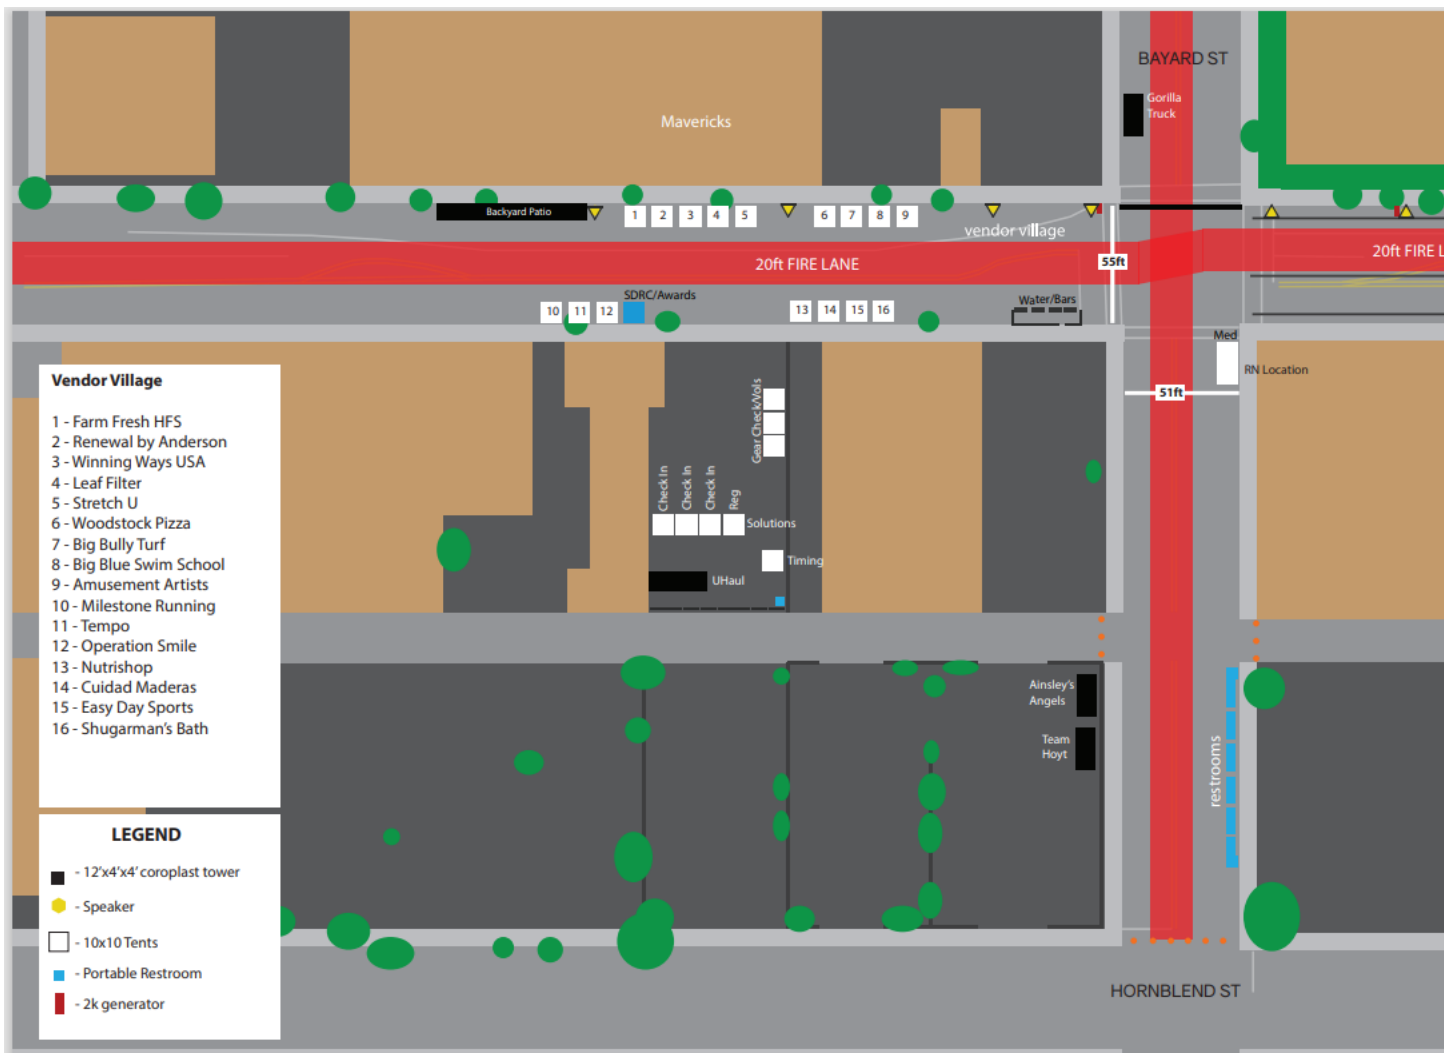 BAYARD ST
Gorilla
Truck
Mavericks
Backyard Patio
1 2 3 4 5
6 7 8 9
vendor village
20ft FIRE LANE
55ft
20ft FIRE L
SDRC/Awards
10 11 12
13 14 15 16
Water/Bars
Med
RN Location
51ft
Gear Check/Vols
Check In
Check In
Check In
Reg
Solutions
Timing
UHaul
Ainsley's
Angels
Team
Hoyt
restrooms
HORNBLEND ST
Vendor Village
1 - Farm Fresh HFS
2 - Renewal by Anderson
3 - Winning Ways USA
4 - Leaf Filter
5 - Stretch U
6 - Woodstock Pizza
7 - Big Bully Turf
8 - Big Blue Swim School
9 - Amusement Artists
10 - Milestone Running
11 - Tempo
12 - Operation Smile
13 - Nutrishop
14 - Cuidad Maderas
15 - Easy Day Sports
16 - Shugarman's Bath
LEGEND
- 12'x4'x4' coroplast tower
- Speaker
- 10x10 Tents
- Portable Restroom
- 2k generator